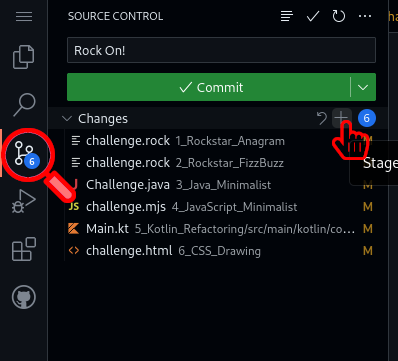 SOURCE CONTROL
Rock On!
Commit
Changes
6
challenge.rock 1_Rockstar_Anagram
M
challenge.rock 2_Rockstar_FizzBuzz
J Challenge.java 3_Java_Minimalist
M
JS challenge.mjs 4_JavaScript_Minimalist
M
Main.kt 5_Kotlin_Refactoring/src/main/kotlin/co...
M
challenge.html 6_CSS_Drawing
M
6
Stage